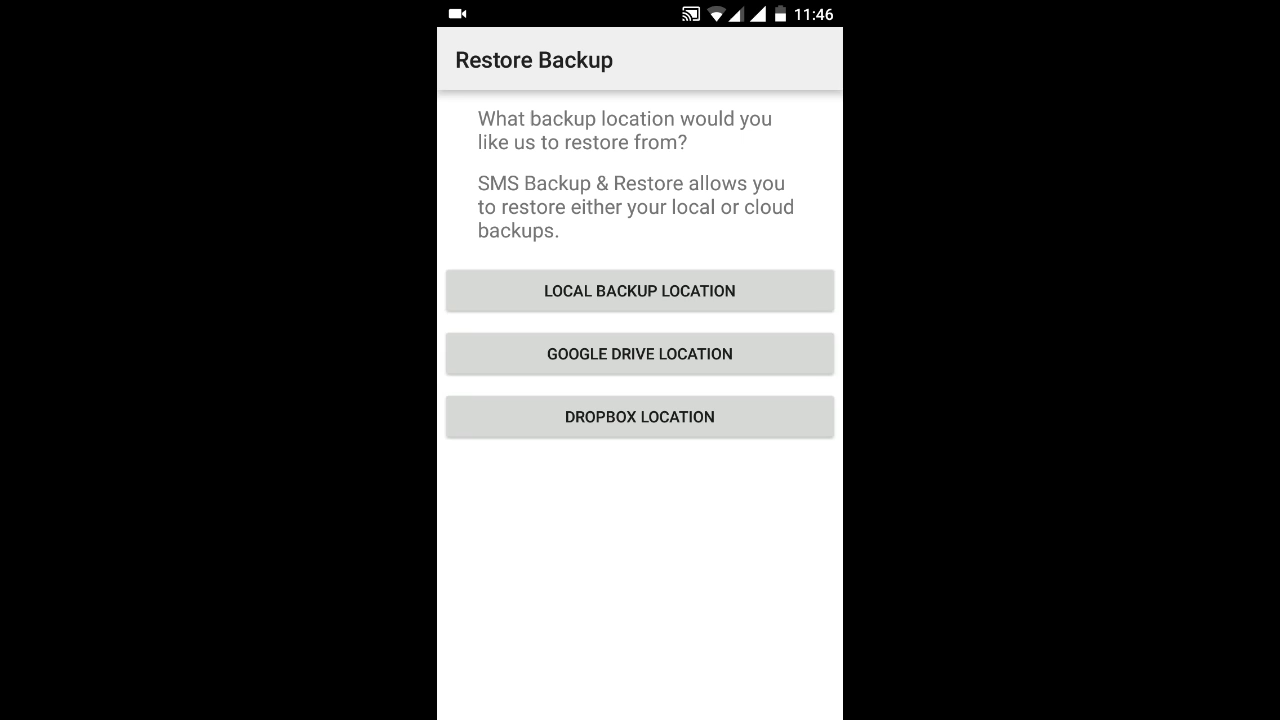 11:46
Restore Backup
What backup location would you
like us to restore from?
SMS Backup & Restore allows you
to restore either your local or cloud
backups.
LOCAL BACKUP LOCATION
GOOGLE DRIVE LOCATION
DROPBOX LOCATION